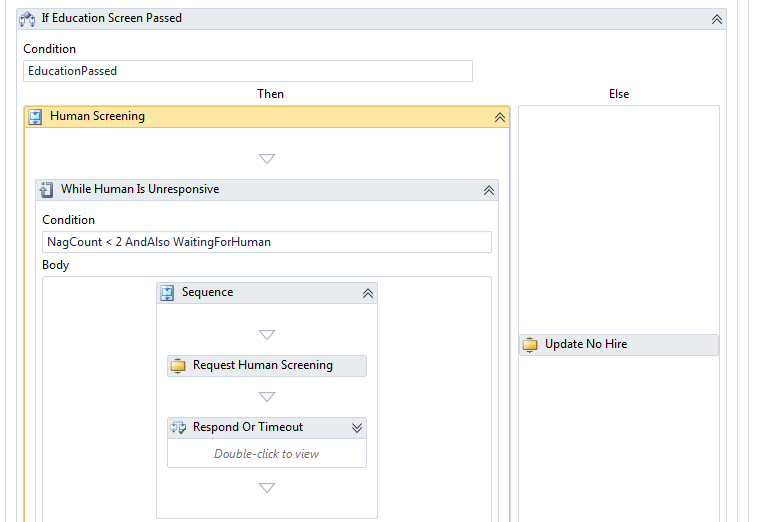 If Education Screen Passed
Condition
EducationPassed
Then
Else
Human Screening
While Human Is Unresponsive
Condition
NagCount < 2 AndAlso WaitingForHuman
Body
Sequence
Request Human Screening
Respond Or Timeout
Double-click to view
Update No Hire